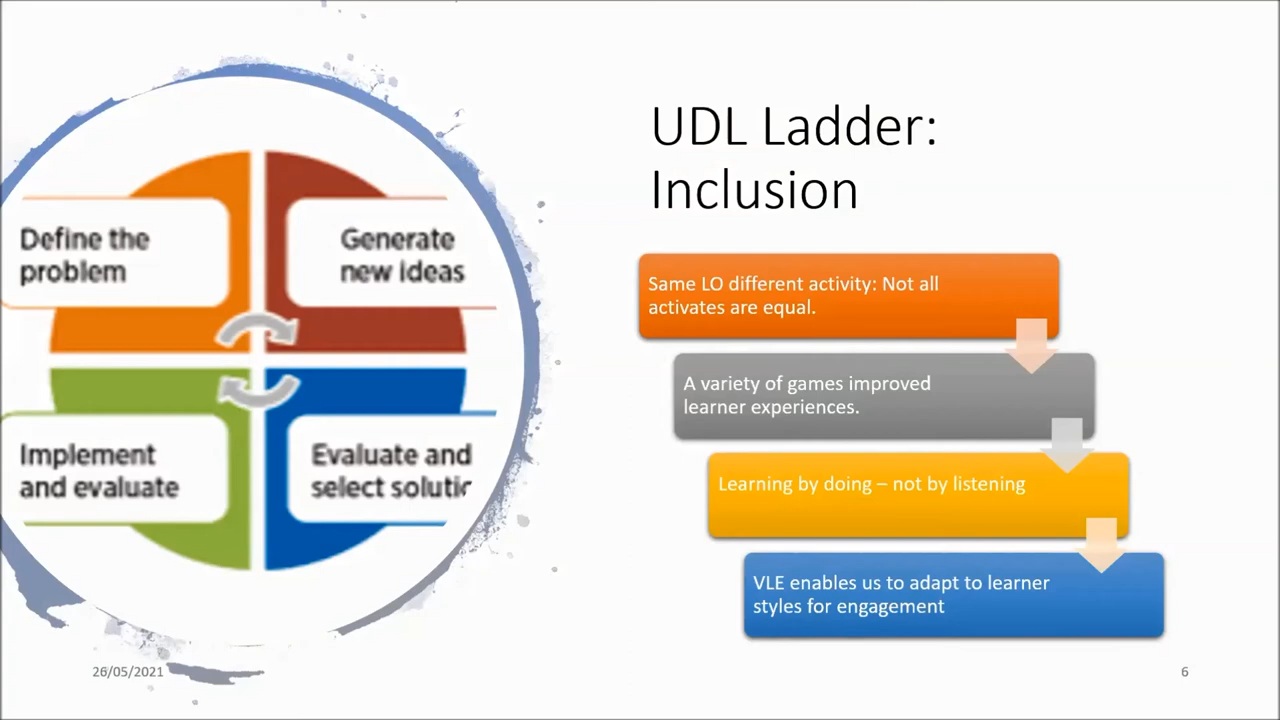 UDL Ladder:
Inclusion
Define the
problem
Generate
new ideas
Implement
and evaluate
Evaluate and
select solutio
Same LO different activity: Not all
activates are equal.
A variety of games improved
learner experiences.
Learning by doing – not by listening
VLE enables us to adapt to learner
styles for engagement
26/05/2021
6